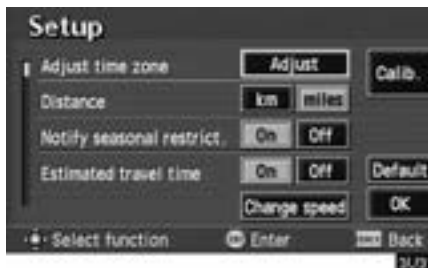 Setup
Adjust time zone Adjust Calib.
Distance km miles
Notify seasonal restrict. On Off
Estimated travel time On Off Default
Change speed OK
Select function Enter Back